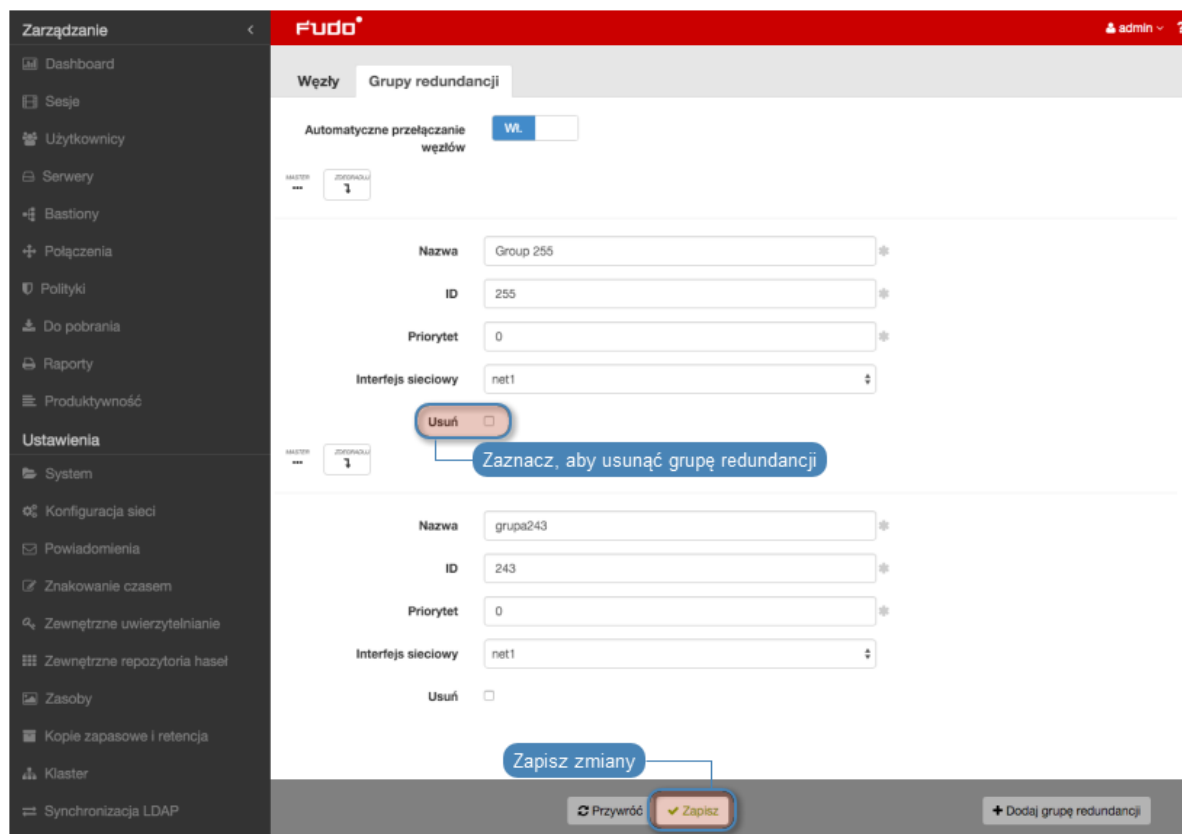 Zarządzanie
Dashboard
Sesje
Użytkownicy
Serwery
Bastiony
Połączenia
Polityki
Do pobrania
Raporty
Produktywność
Ustawienia
System
Konfiguracja sieci
Powiadomienia
Znakowanie czasem
Zewnętrzne uwierzytelnianie
Zewnętrzne repozytoria haseł
Zasoby
Kopie zapasowe i retencja
Klaster
Synchronizacja LDAP
FUDO
admin
?
Węzły
Grupy redundancji
Automatyczne przełączanie
węzłów
Wł.
MASTER
ZDEGRADUJ
Nazwa
Group 255
ID
255
Priorytet
0
Interfejs sieciowy
net1
Usuń
Zaznacz, aby usunąć grupę redundancji
MASTER
ZDEGRADUJ
Nazwa
grupa243
ID
243
Priorytet
0
Interfejs sieciowy
net1
Usuń
Zapisz zmiany
Przywróć
Zapisz
Dodaj grupę redundancji